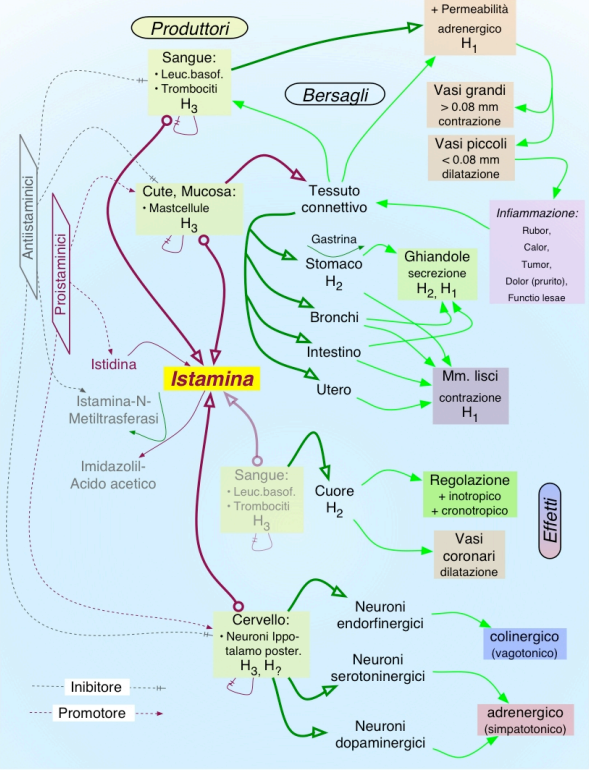 Produttori
+ Permeabilità
adrenergico
H1
Sangue:
• Leuc.basof.
• Trombociti
H3
Bersagli
Vasi grandi
> 0.08 mm
contrazione
Vasi piccoli
< 0.08 mm
dilatazione
Antiistaminici
Proistaminici
Cute, Mucosa:
• Mastcellule
H3
Tessuto
connettivo
Infiammazione:
Rubor,
Calor,
Tumor,
Dolor (prurito),
Functio lesae
Gastrina
Stomaco
H2
Ghiandole
secrezione
H2, H1
Bronchi
Intestino
Utero
Mm. lisci
contrazione
H1
Istidina
Istamina
Istamina-N-
Metiltrasferasi
Imidazolil-
Acido acetico
Sangue:
• Leuc.basof.
• Trombociti
H3
Cuore
H2
Regolazione
+ inotropico
+ cronotropico
Effetti
Vasi
coronari
dilatazione
Cervello:
• Neuroni Ippo-
talamo poster.
H3, H?
Neuroni
endorfinergici
colinergico
(vagotonico)
Neuroni
serotoninergici
adrenergico
(simpatotonico)
Neuroni
dopaminergici
Inibitore
Promotore